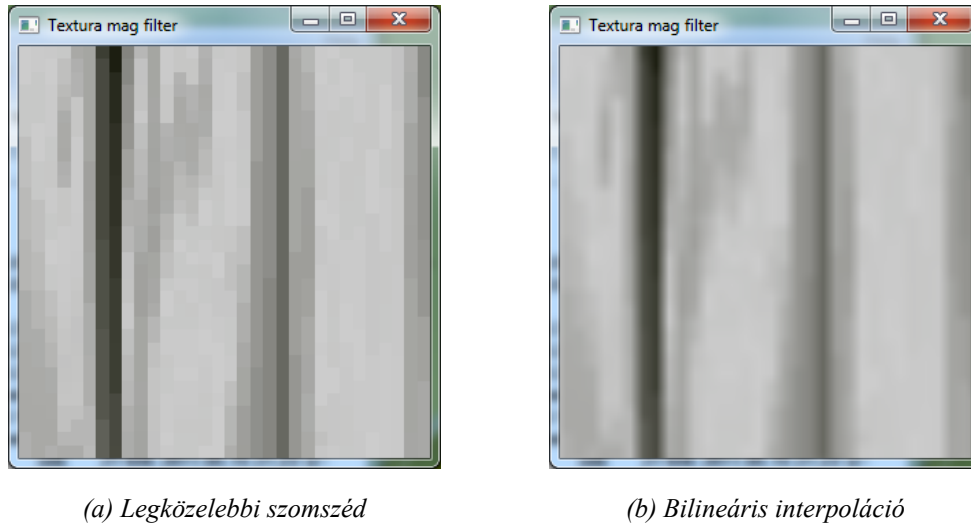 Textura mag filter
Textura mag filter
(a) Legközelebbi szomszéd
(b) Bilineáris interpoláció